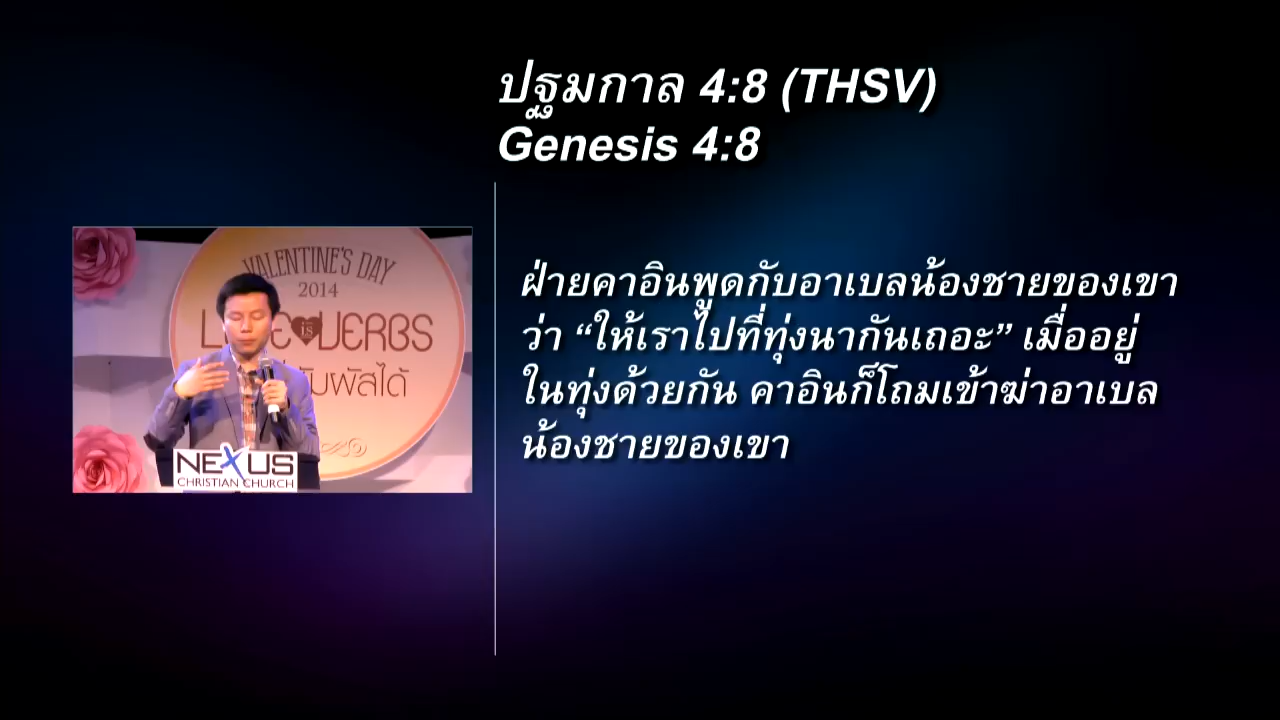 ปฐมกาล 4:8 (THSV)
Genesis 4:8
VALENTINE'S DAY
2014
is VERBS
ผัสได้
NEXUS
CHRISTIAN CHURCH
ฝ่ายคาอินพูดกับอาเบลน้องชายของเขา
ว่า “ให้เราไปที่ทุ่งนากันเถอะ” เมื่ออยู่
ในทุ่งด้วยกัน คาอินก็โถมเข้าฆ่าอาเบล
น้องชายของเขา